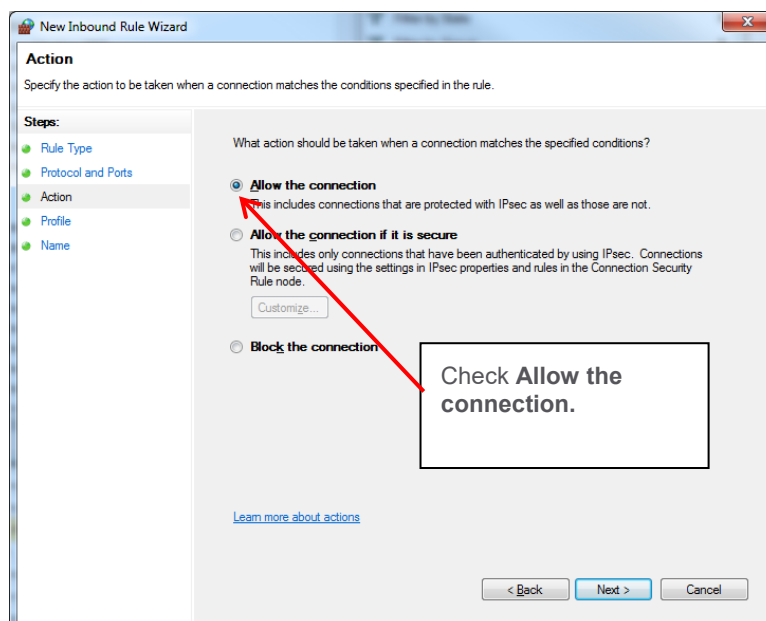 New Inbound Rule Wizard
Action
Specify the action to be taken when a connection matches the conditions specified in the rule.
Steps:
Rule Type
Protocol and Ports
Action
Profile
Name
What action should be taken when a connection matches the specified conditions?
Allow the connection
This includes connections that are protected with IPsec as well as those are not.
Allow the connection if it is secure
This includes only connections that have been authenticated by using IPsec. Connections
will be secured using the settings in IPsec properties and rules in the Connection Security
Rule node.
Customize...
Block the connection
Check Allow the
connection.
Learn more about actions
< Back
Next >
Cancel